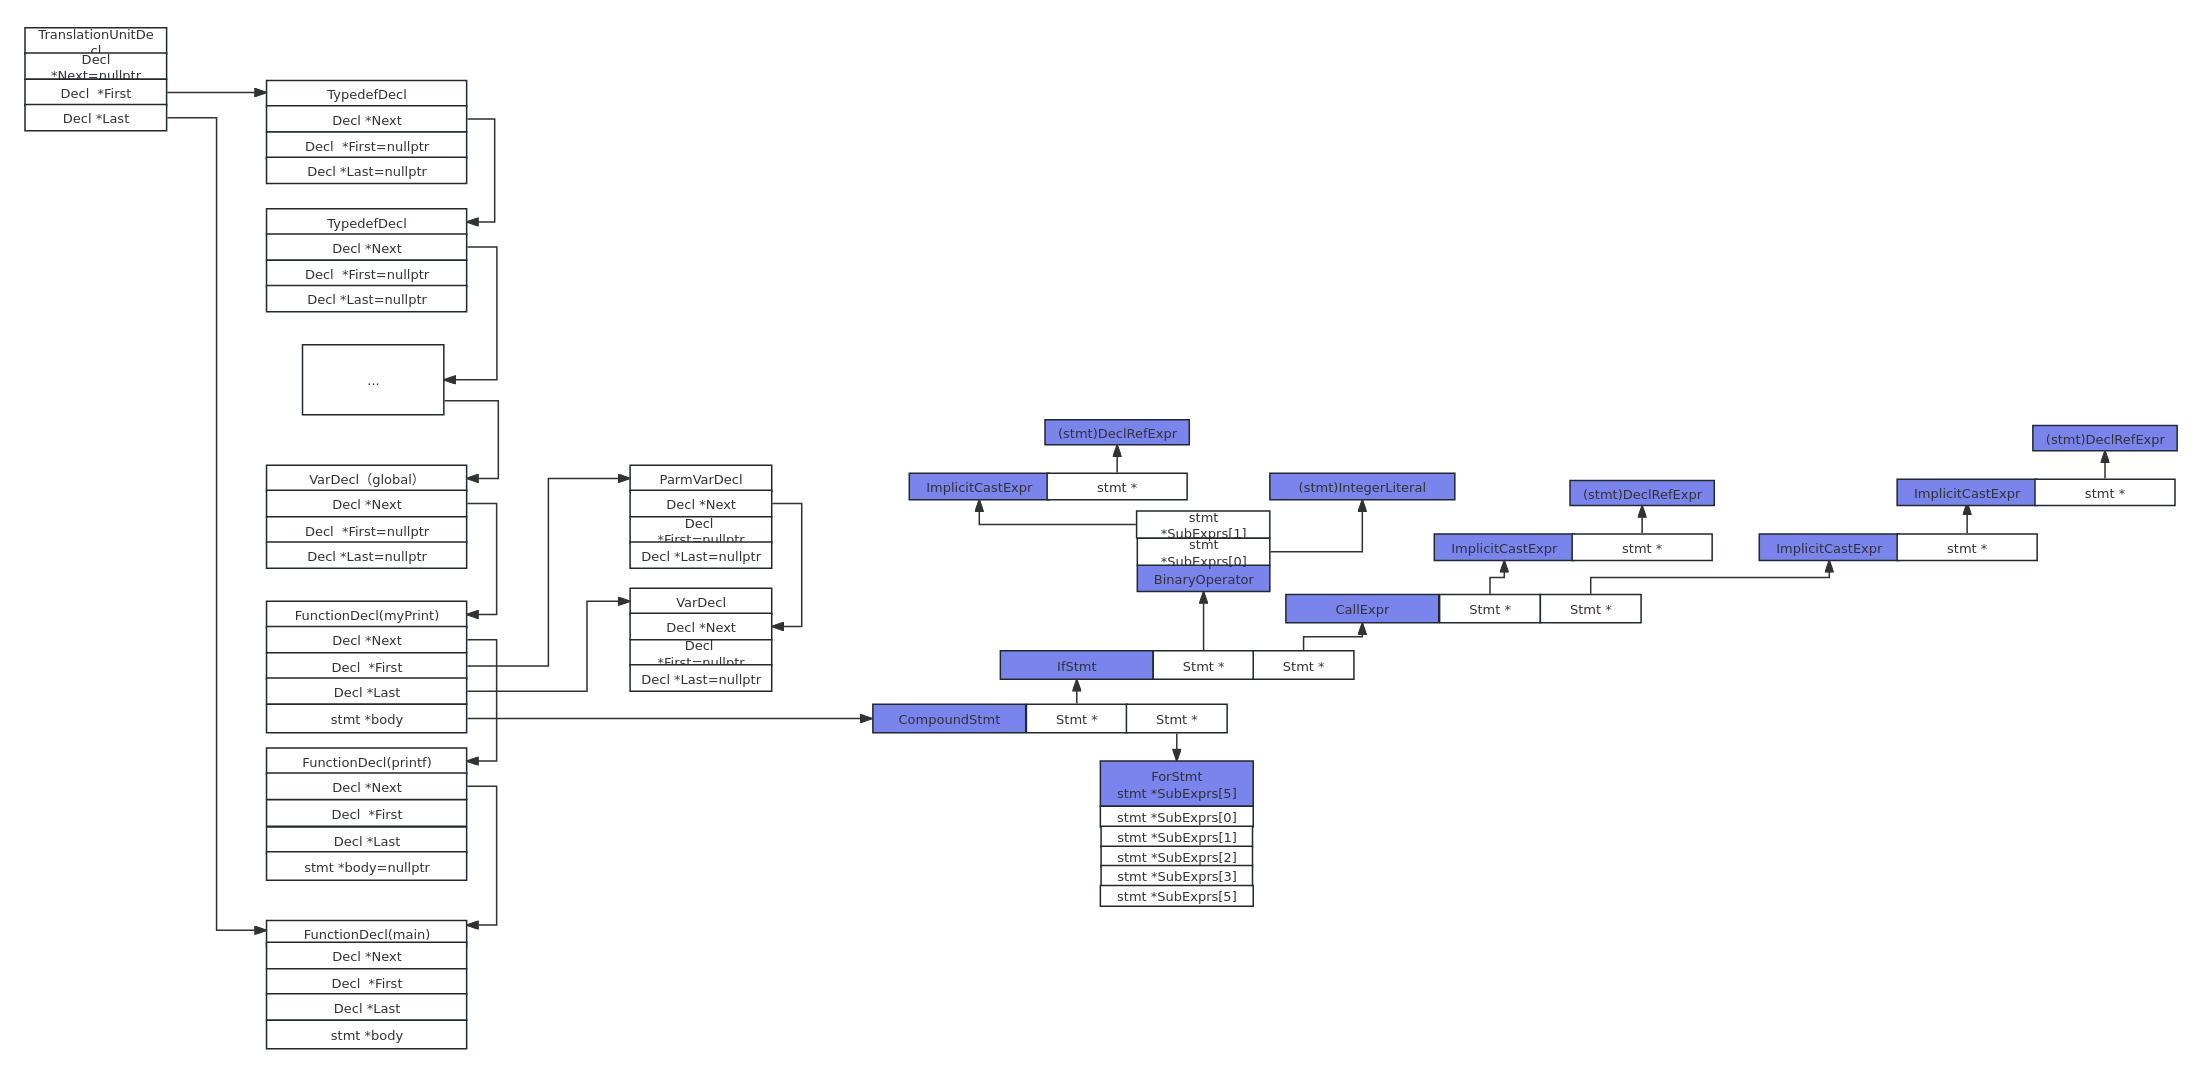 TranslationUnitDe
cl
Decl
*Next=nullptr
Decl  *First
Decl *Last
TypedefDecl
Decl *Next
Decl  *First=nullptr
Decl *Last=nullptr
TypedefDecl
Decl *Next
Decl  *First=nullptr
Decl *Last=nullptr
...
VarDecl（global）
Decl *Next
Decl  *First=nullptr
Decl *Last=nullptr
FunctionDecl(myPrint)
Decl *Next
Decl  *First
Decl *Last
stmt *body
FunctionDecl(printf)
Decl *Next
Decl  *First
Decl *Last
stmt *body=nullptr
FunctionDecl(main)
Decl *Next
Decl  *First
Decl *Last
stmt *body
ParmVarDecl
Decl *Next
Decl
*First=nullptr
Decl *Last=nullptr
VarDecl
Decl *Next
Decl
*First=nullptr
Decl *Last=nullptr
(stmt)DeclRefExpr
ImplicitCastExpr
stmt *
(stmt)IntegerLiteral
stmt
*SubExprs[1]
stmt
*SubExprs[0]
BinaryOperator
(stmt)DeclRefExpr
ImplicitCastExpr
stmt *
(stmt)DeclRefExpr
ImplicitCastExpr
stmt *
ImplicitCastExpr
stmt *
CallExpr
Stmt *
Stmt *
IfStmt
Stmt *
Stmt *
CompoundStmt
Stmt *
Stmt *
ForStmt
stmt *SubExprs[5]
stmt *SubExprs[0]
stmt *SubExprs[1]
stmt *SubExprs[2]
stmt *SubExprs[3]
stmt *SubExprs[5]